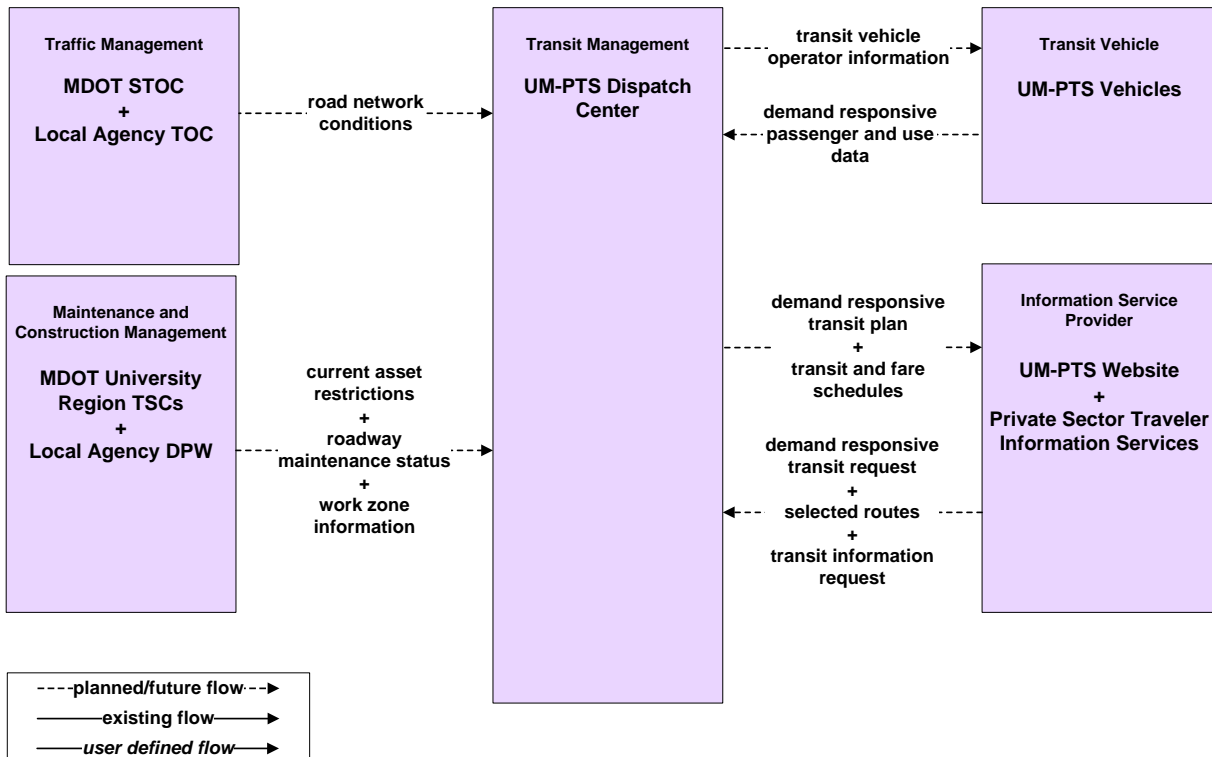 Traffic Management
MDOT STOC
+
Local Agency TOC
road network
conditions
Transit Management
UM-PTS Dispatch
Center
transit vehicle
operator information
demand responsive
passenger and use
data
Transit Vehicle
UM-PTS Vehicles
Maintenance and
Construction Management
MDOT University
Region TSCs
+
Local Agency DPW
current asset
restrictions
+
roadway
maintenance status
+
work zone
information
demand responsive
transit plan
+
transit and fare
schedules
demand responsive
transit request
+
selected routes
+
transit information
request
Information Service
Provider
UM-PTS Website
+
Private Sector Traveler
Information Services
planned/future flow
existing flow
user defined flow